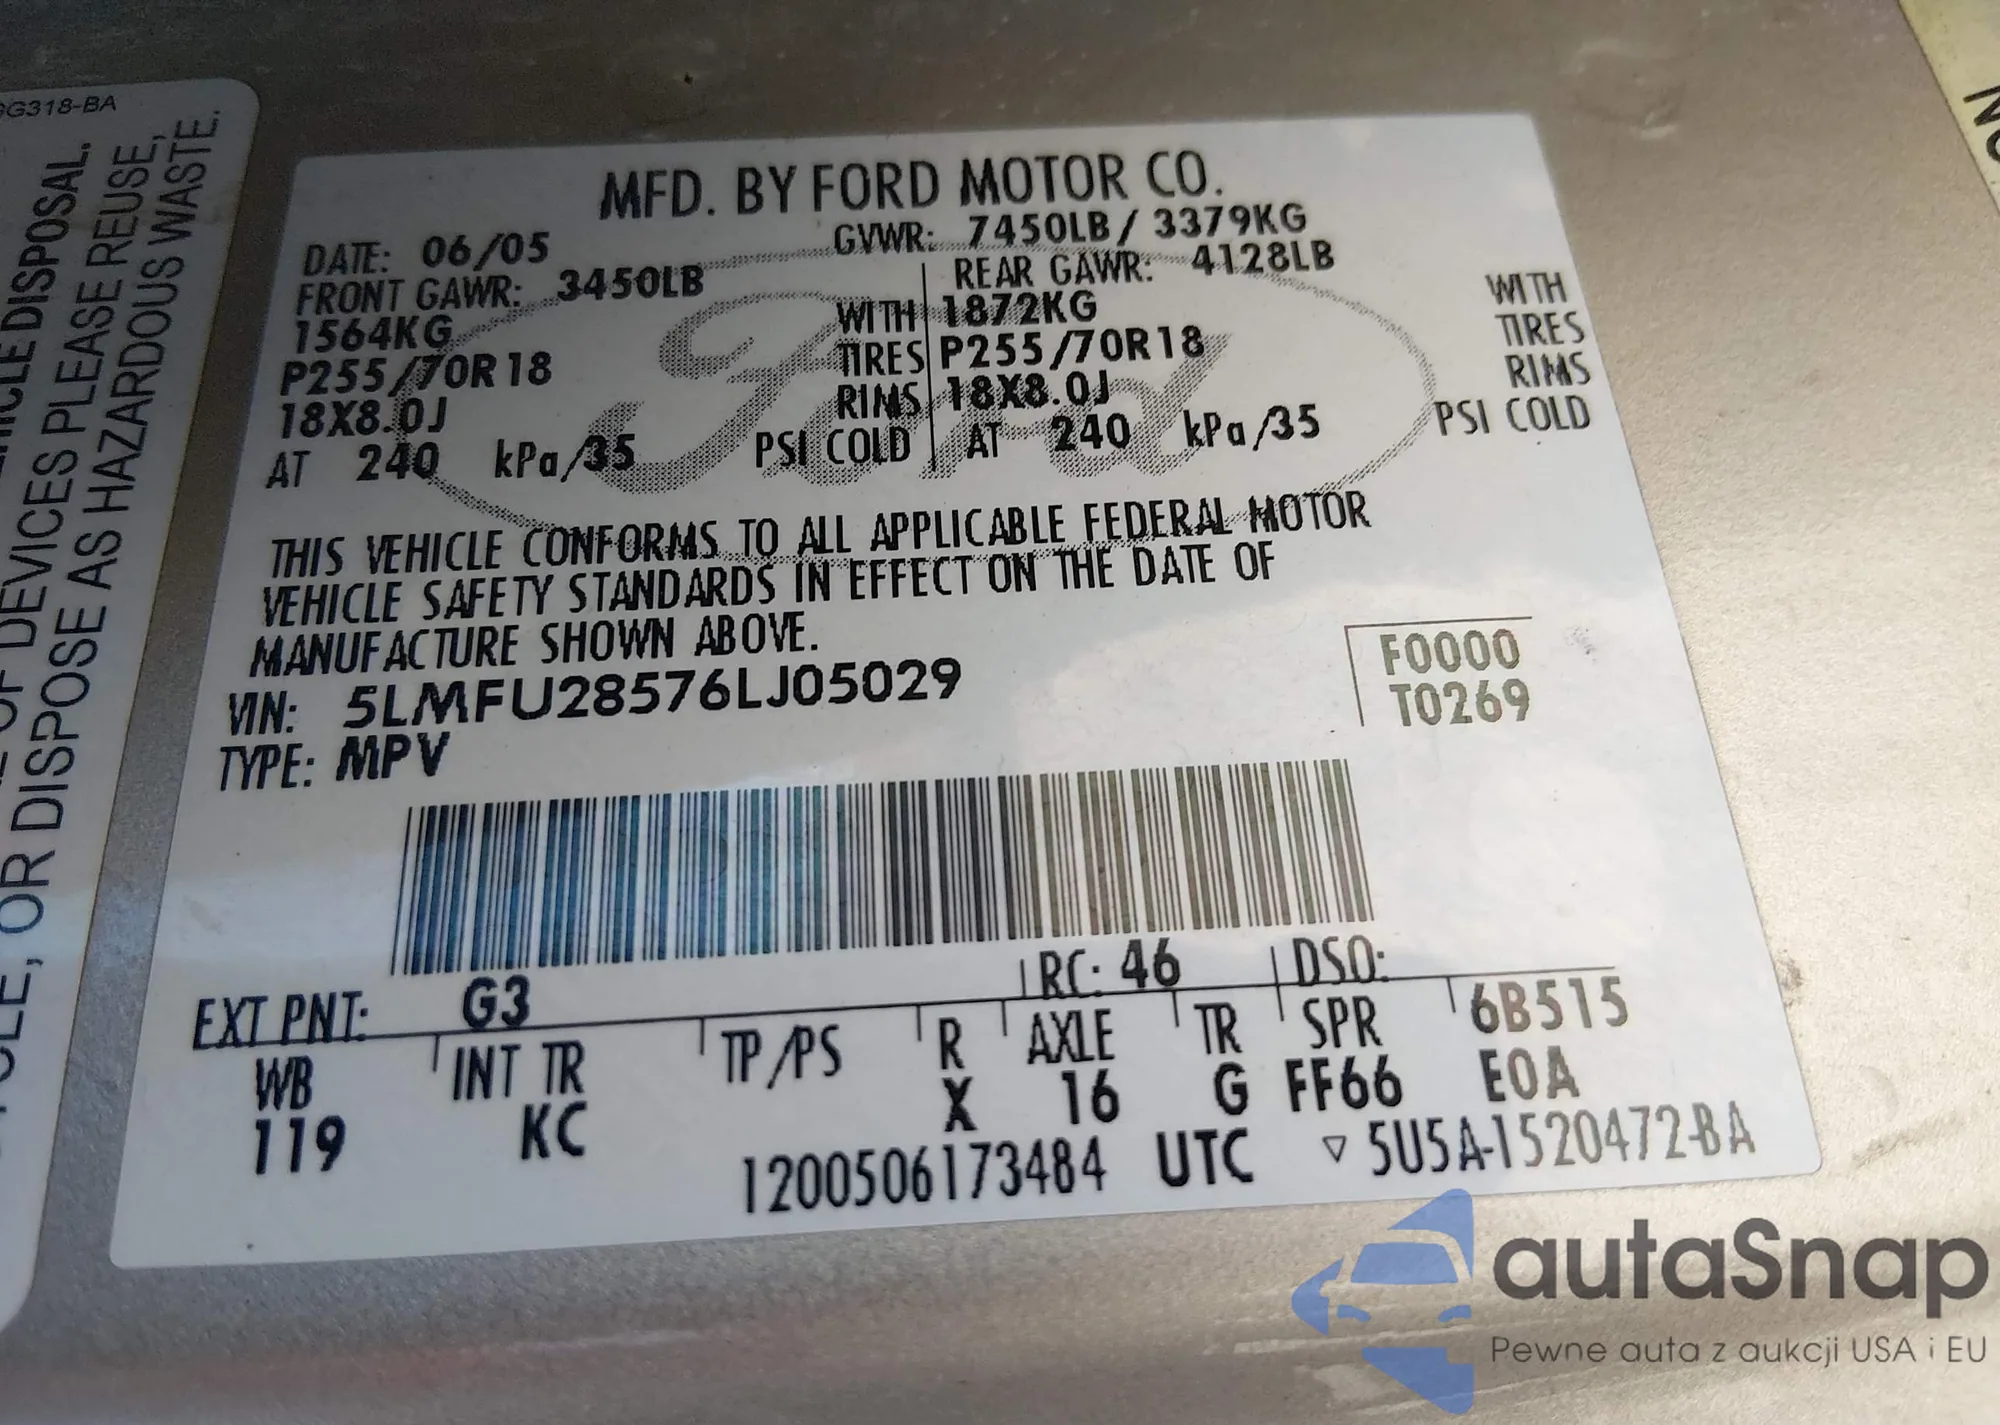 GG318-BA
VEHICLE DISPOSAL.
OF DEVICES PLEASE REUSE,
OR DISPOSE AS HAZARDOUS WASTE.
MFD. BY FORD MOTOR CO.
DATE: 06/05 GVWR: 7450LB / 3379KG
FRONT GAWR: 3450LB REAR GAWR: 4128LB
1564KG WITH 1872KG WITH
P255/70R18 TIRES P255/70R18 TIRES
18X8.0J RIMS 18X8.0J RIMS
AT 240 kPa/35 PSI COLD AT 240 kPa/35 PSI COLD
Ford
THIS VEHICLE CONFORMS TO ALL APPLICABLE FEDERAL MOTOR
VEHICLE SAFETY STANDARDS IN EFFECT ON THE DATE OF
MANUFACTURE SHOWN ABOVE.
F0000
VIN: 5LMFU28576LJ05029 T0269
TYPE: MPV
EXT PNT: G3 RC: 46 DSO:
WB INT TR TP/PS R AXLE TR SPR 6B515
119 KC X 16 G FF66 E0A
1200506173484 UTC ▽ 5U5A-1520472-BA
autaSnap
Pewne auta z aukcji USA i EU